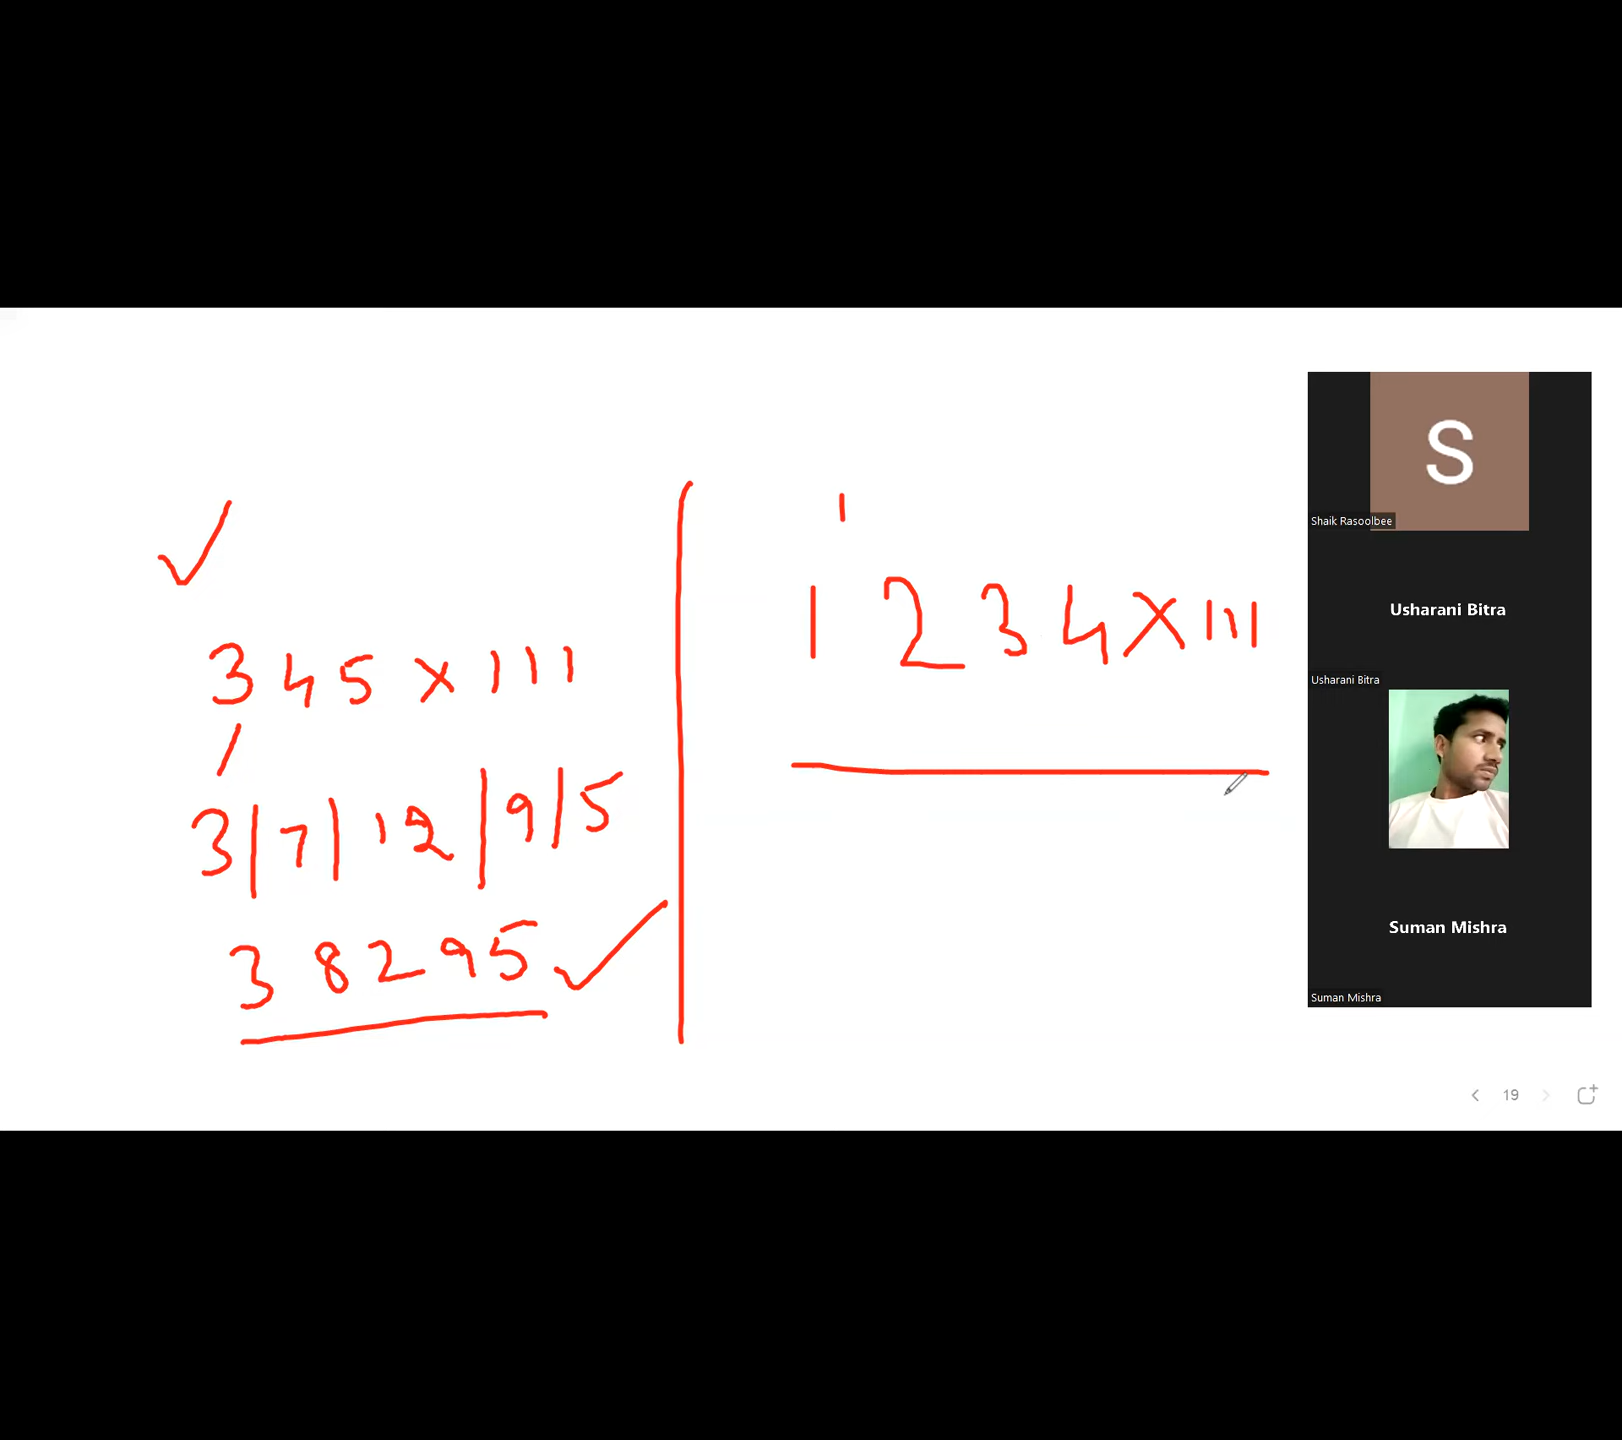 345 x 111
3/7/12/9/5
38295
1
1234 X 111
S
Shaik Rasoolbee
Usharani Bitra
Usharani Bitra
Suman Mishra
Suman Mishra
19